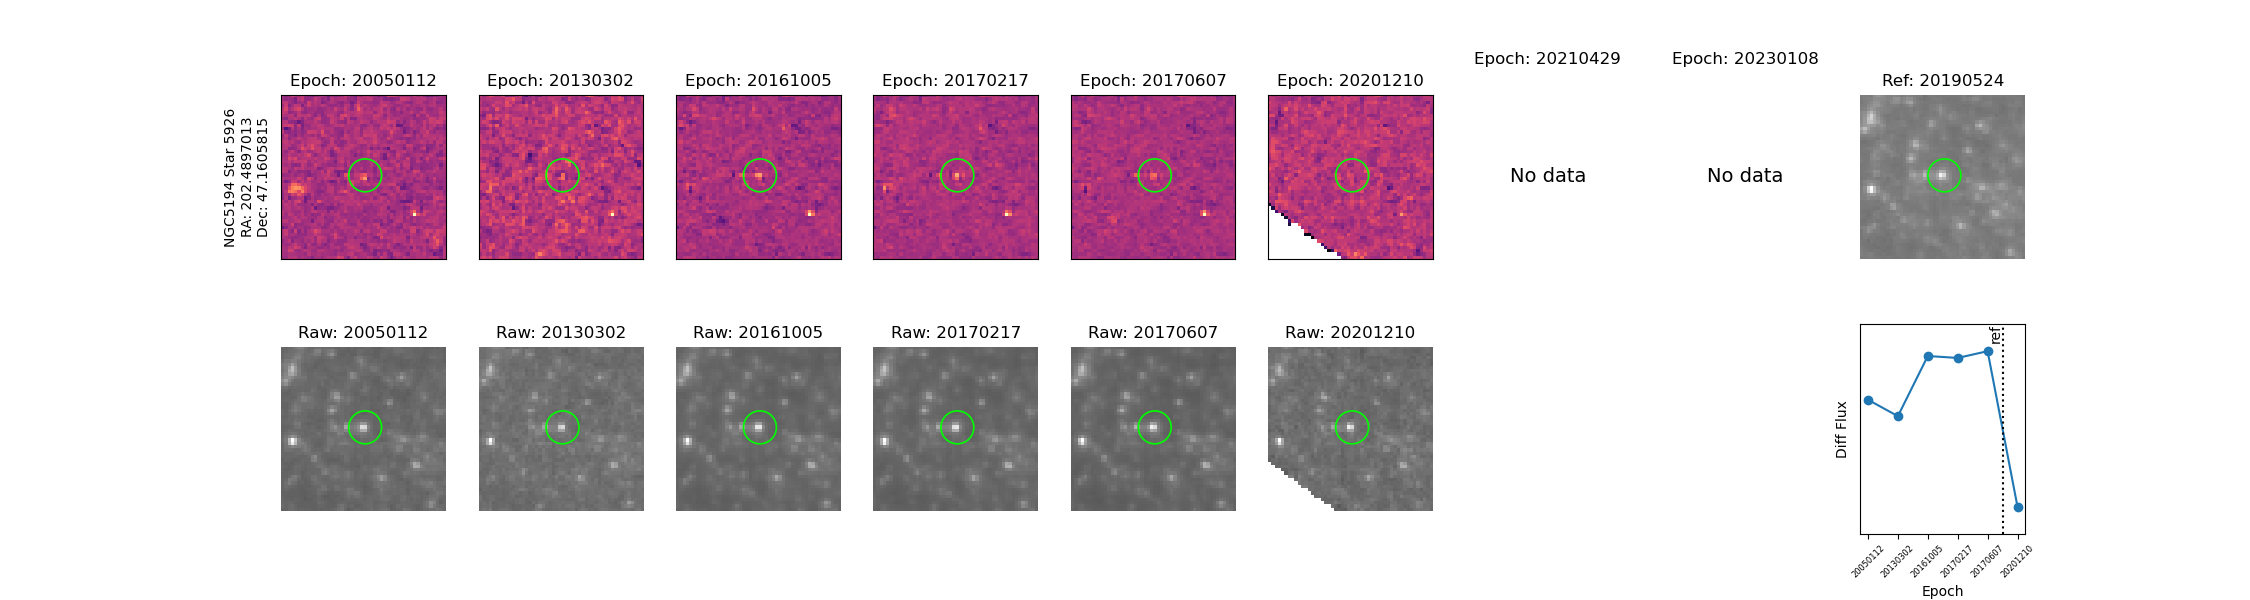 NGC5194 Star 5926
RA: 202.4897013
Dec: 47.1605815
Epoch: 20050112
Epoch: 20130302
Epoch: 20161005
Epoch: 20170217
Epoch: 20170607
Epoch: 20201210
Epoch: 20210429
Epoch: 20230108
Ref: 20190524
No data
No data
Raw: 20050112
Raw: 20130302
Raw: 20161005
Raw: 20170217
Raw: 20170607
Raw: 20201210
ref
Diff Flux
20050112
20130302
20161005
20170217
20170607
20201210
Epoch